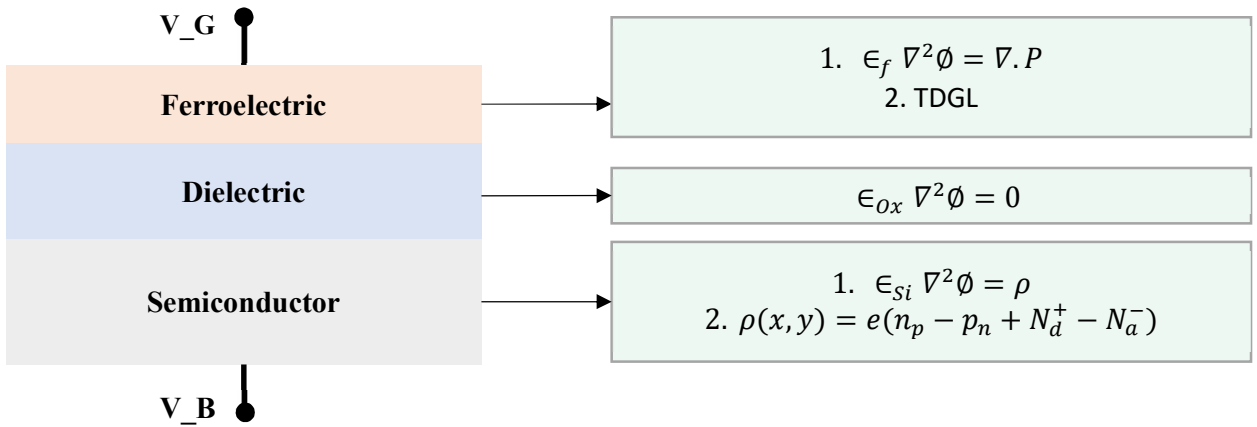 V_G
Ferroelectric
1. ∈_f ∇²∅ = ∇. P
2. TDGL
Dielectric
∈_Ox ∇²∅ = 0
Semiconductor
1. ∈_Si ∇²∅ = ρ
2. ρ(x, y) = e(n_p − p_n + N_d^+ − N_a^−)
V_B